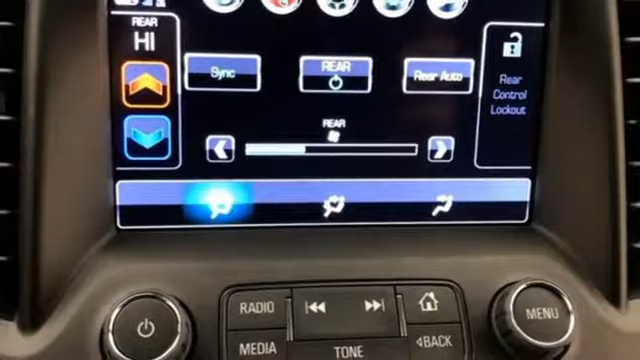 REAR
HI
Sync
REAR
Rear Auto
Rear
Control
Lockout
REAR
RADIO
MENU
MEDIA
TONE
BACK